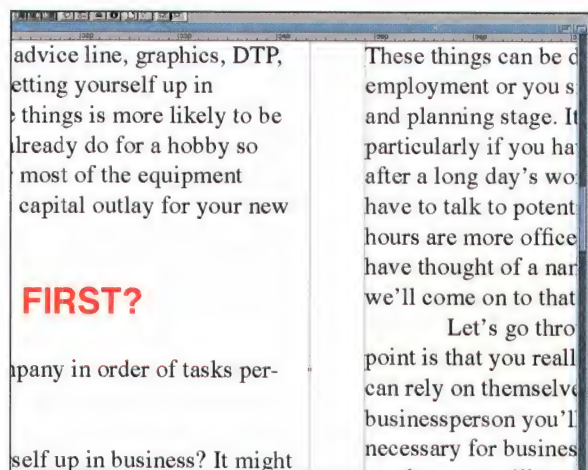 advice line, graphics, DTP,
etting yourself up in
things is more likely to be
lready do for a hobby so
most of the equipment
capital outlay for your new
FIRST?
pany in order of tasks per-
self up in business? It might
These things can be
employment or you s
and planning stage. It
particularly if you ha
after a long day's wo
have to talk to potent
hours are more office
have thought of a nar
we'll come on to that
Let's go thro
point is that you reall
can rely on themselve
businessperson you'l
necessary for busines